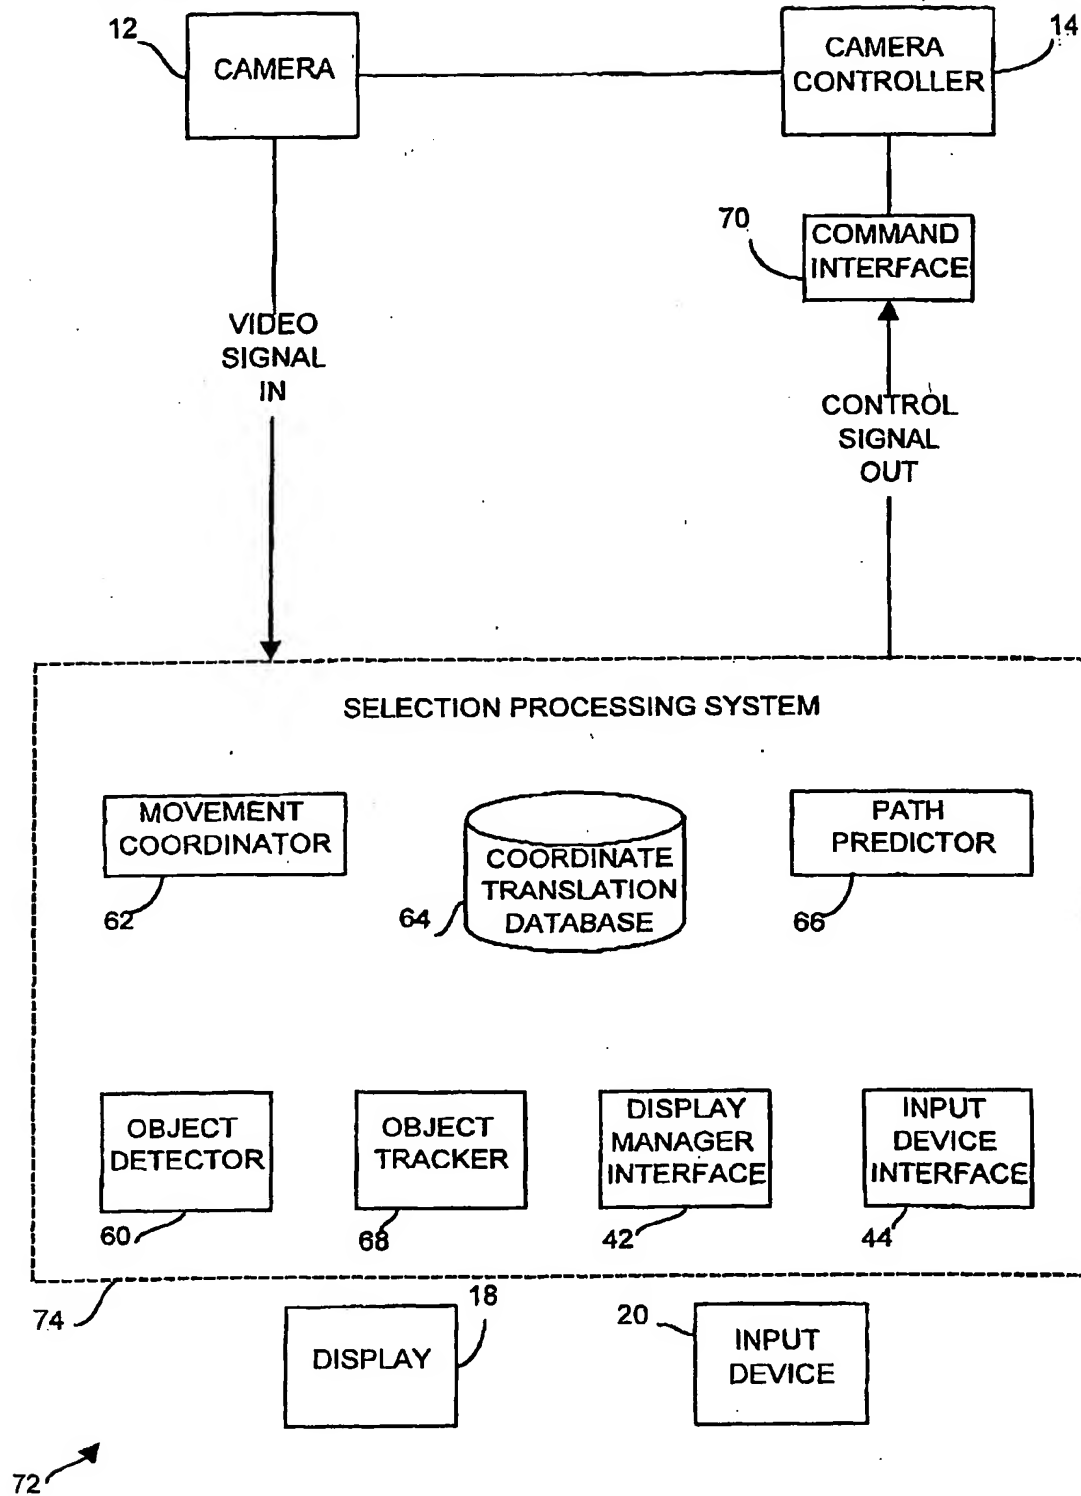 12
CAMERA
CAMERA
CONTROLLER
14
70
COMMAND
INTERFACE
VIDEO
SIGNAL
IN
CONTROL
SIGNAL
OUT
SELECTION PROCESSING SYSTEM
MOVEMENT
COORDINATOR
62
COORDINATE
TRANSLATION
DATABASE
64
PATH
PREDICTOR
66
OBJECT
DETECTOR
60
OBJECT
TRACKER
68
DISPLAY
MANAGER
INTERFACE
42
INPUT
DEVICE
INTERFACE
44
74
DISPLAY
18
20
INPUT
DEVICE
72